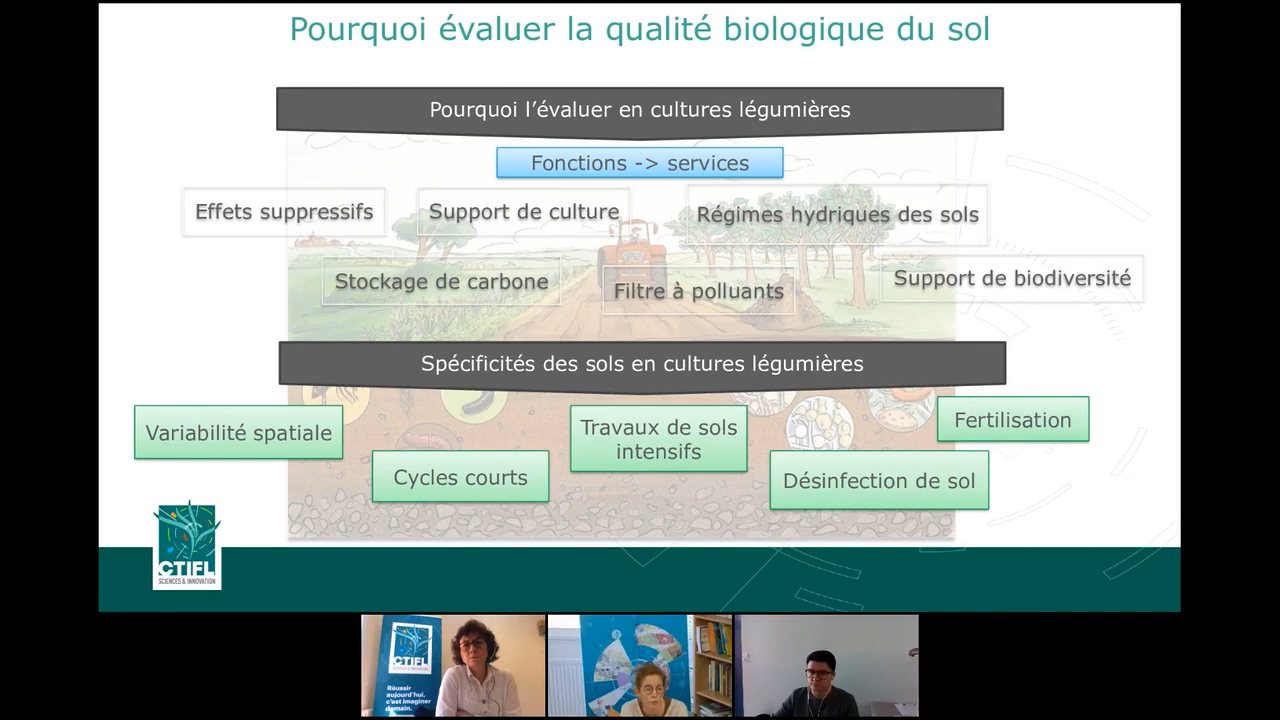 Pourquoi évaluer la qualité biologique du sol
Pourquoi l'évaluer en cultures légumières
Fonctions -> services
Effets suppressifs
Support de culture
Régimes hydriques des sols
Stockage de carbone
Filtre à polluants
Support de biodiversité
Spécificités des sols en cultures légumières
Variabilité spatiale
Cycles courts
Travaux de sols
intensifs
Désinfection de sol
Fertilisation
CTIFL
SCIENCES & INNOVATION
CTIFL
Réussir
aujourd'hui,
c'est imaginer
demain.